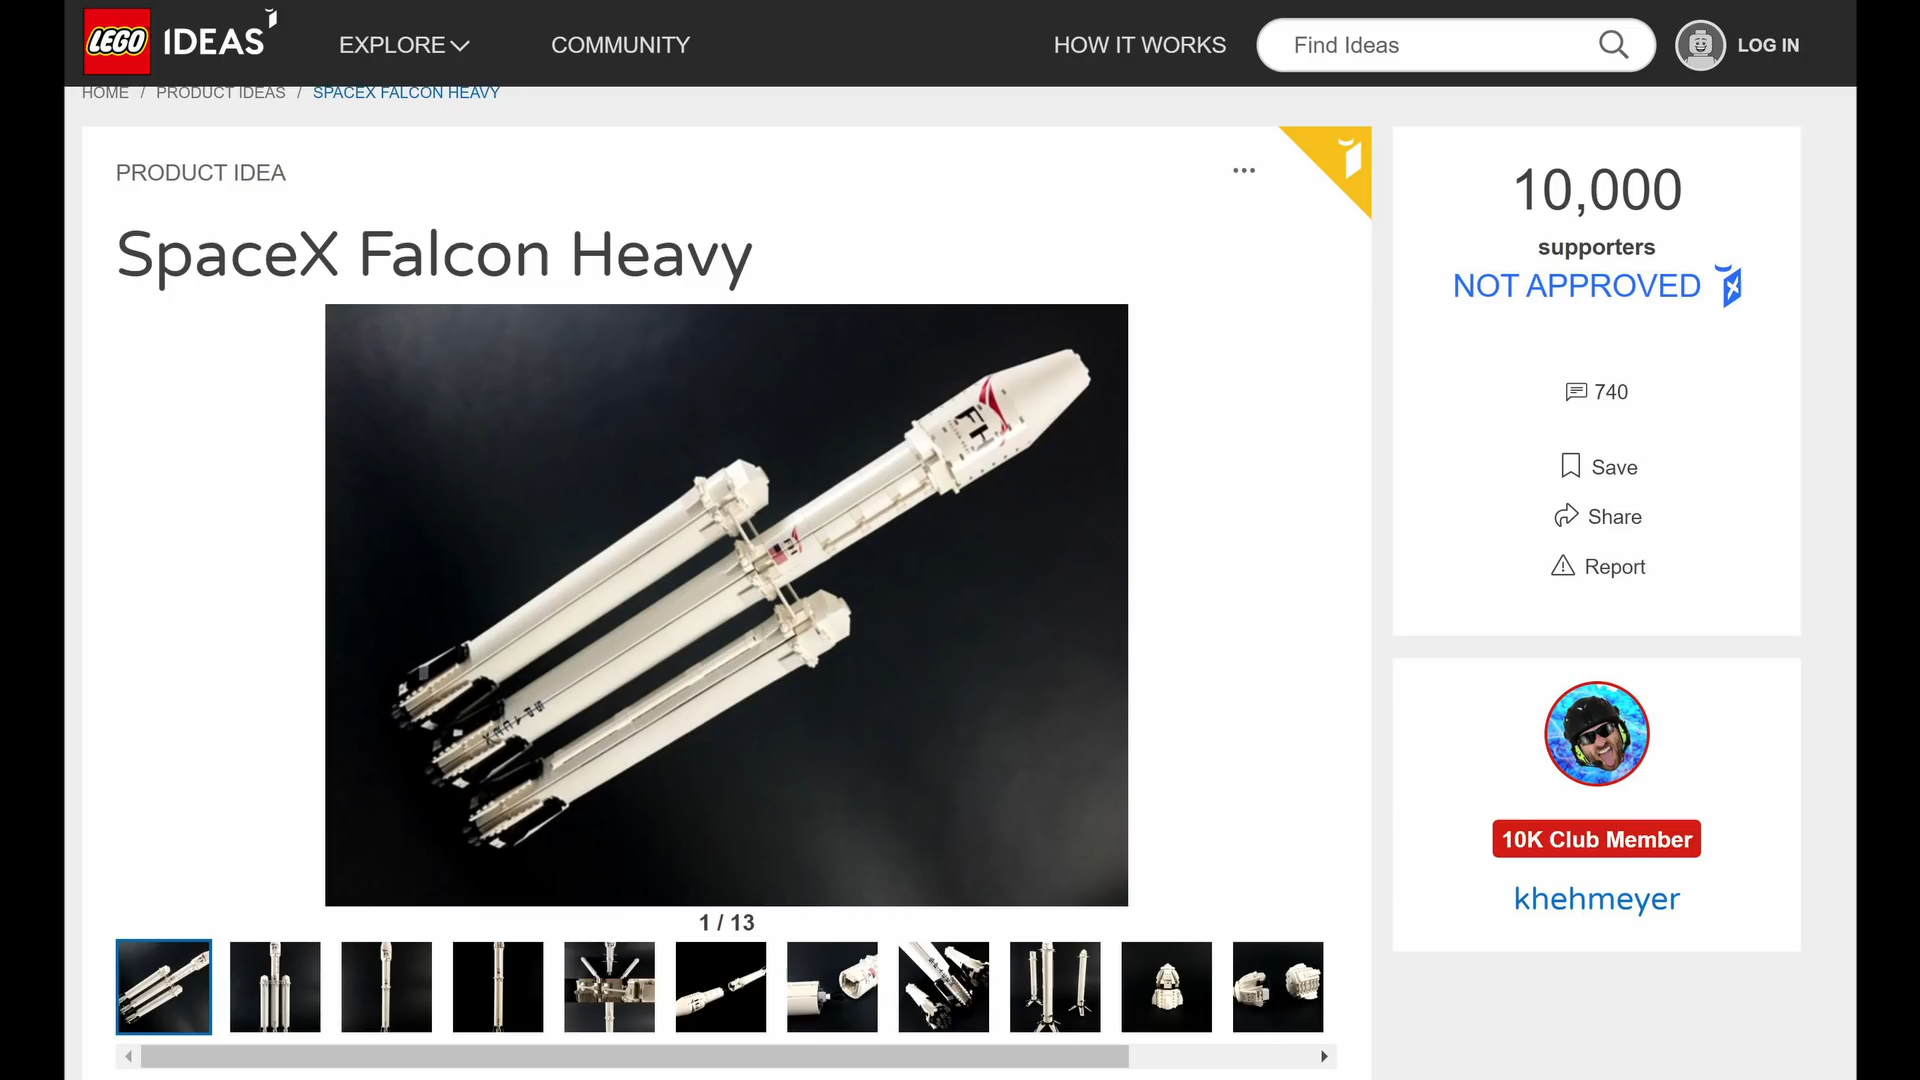 LEGO IDEAS
EXPLORE
COMMUNITY
HOW IT WORKS
Find Ideas
LOG IN
HOME / PRODUCT IDEAS / SPACEX FALCON HEAVY
PRODUCT IDEA
...
SpaceX Falcon Heavy
FH
SPACEX
1 / 13
10,000
supporters
NOT APPROVED
740
Save
Share
Report
10K Club Member
khehmeyer